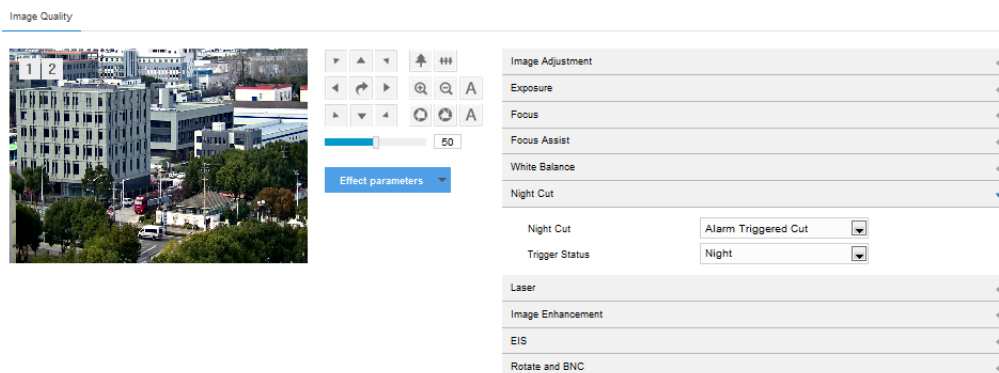 Image Quality
1 2
A
A
50
Effect parameters
Image Adjustment
Exposure
Focus
Focus Assist
White Balance
Night Cut
Night Cut Alarm Triggered Cut
Trigger Status Night
Laser
Image Enhancement
EIS
Rotate and BNC